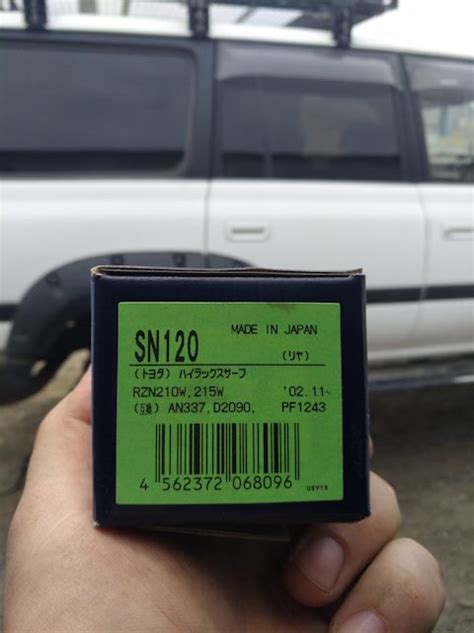 SN120 MADE IN JAPAN
(リヤ)
(トヨタ) ハイラックスサーフ
RZN210W,215W '02.11~
(互換) AN337,D2090, PF1243
4 562372 068096